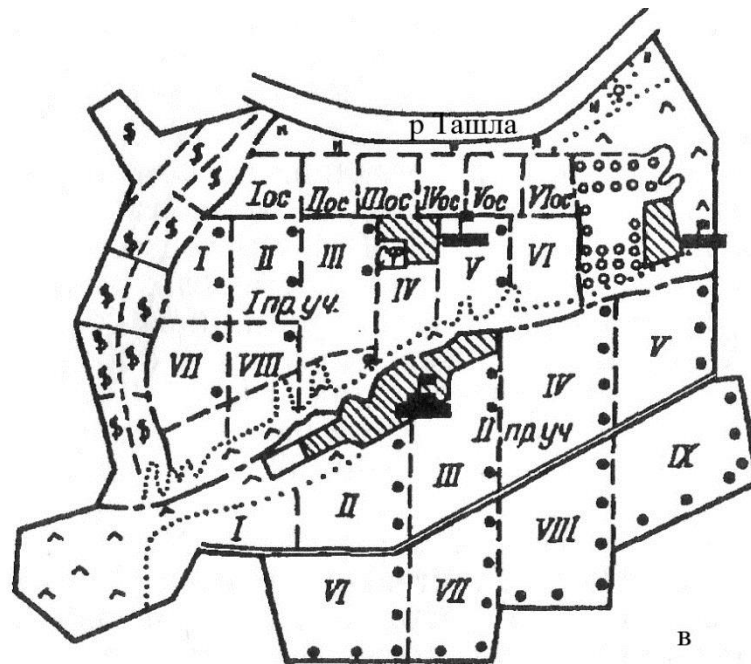 р Ташла
Iос IIос IIIос IVос Vос VIос
I II III IV V VI
СТ
I пр.уч.
VII VIII
V
IV
II пр уч
III IX
II
I VIII
VI VII
в